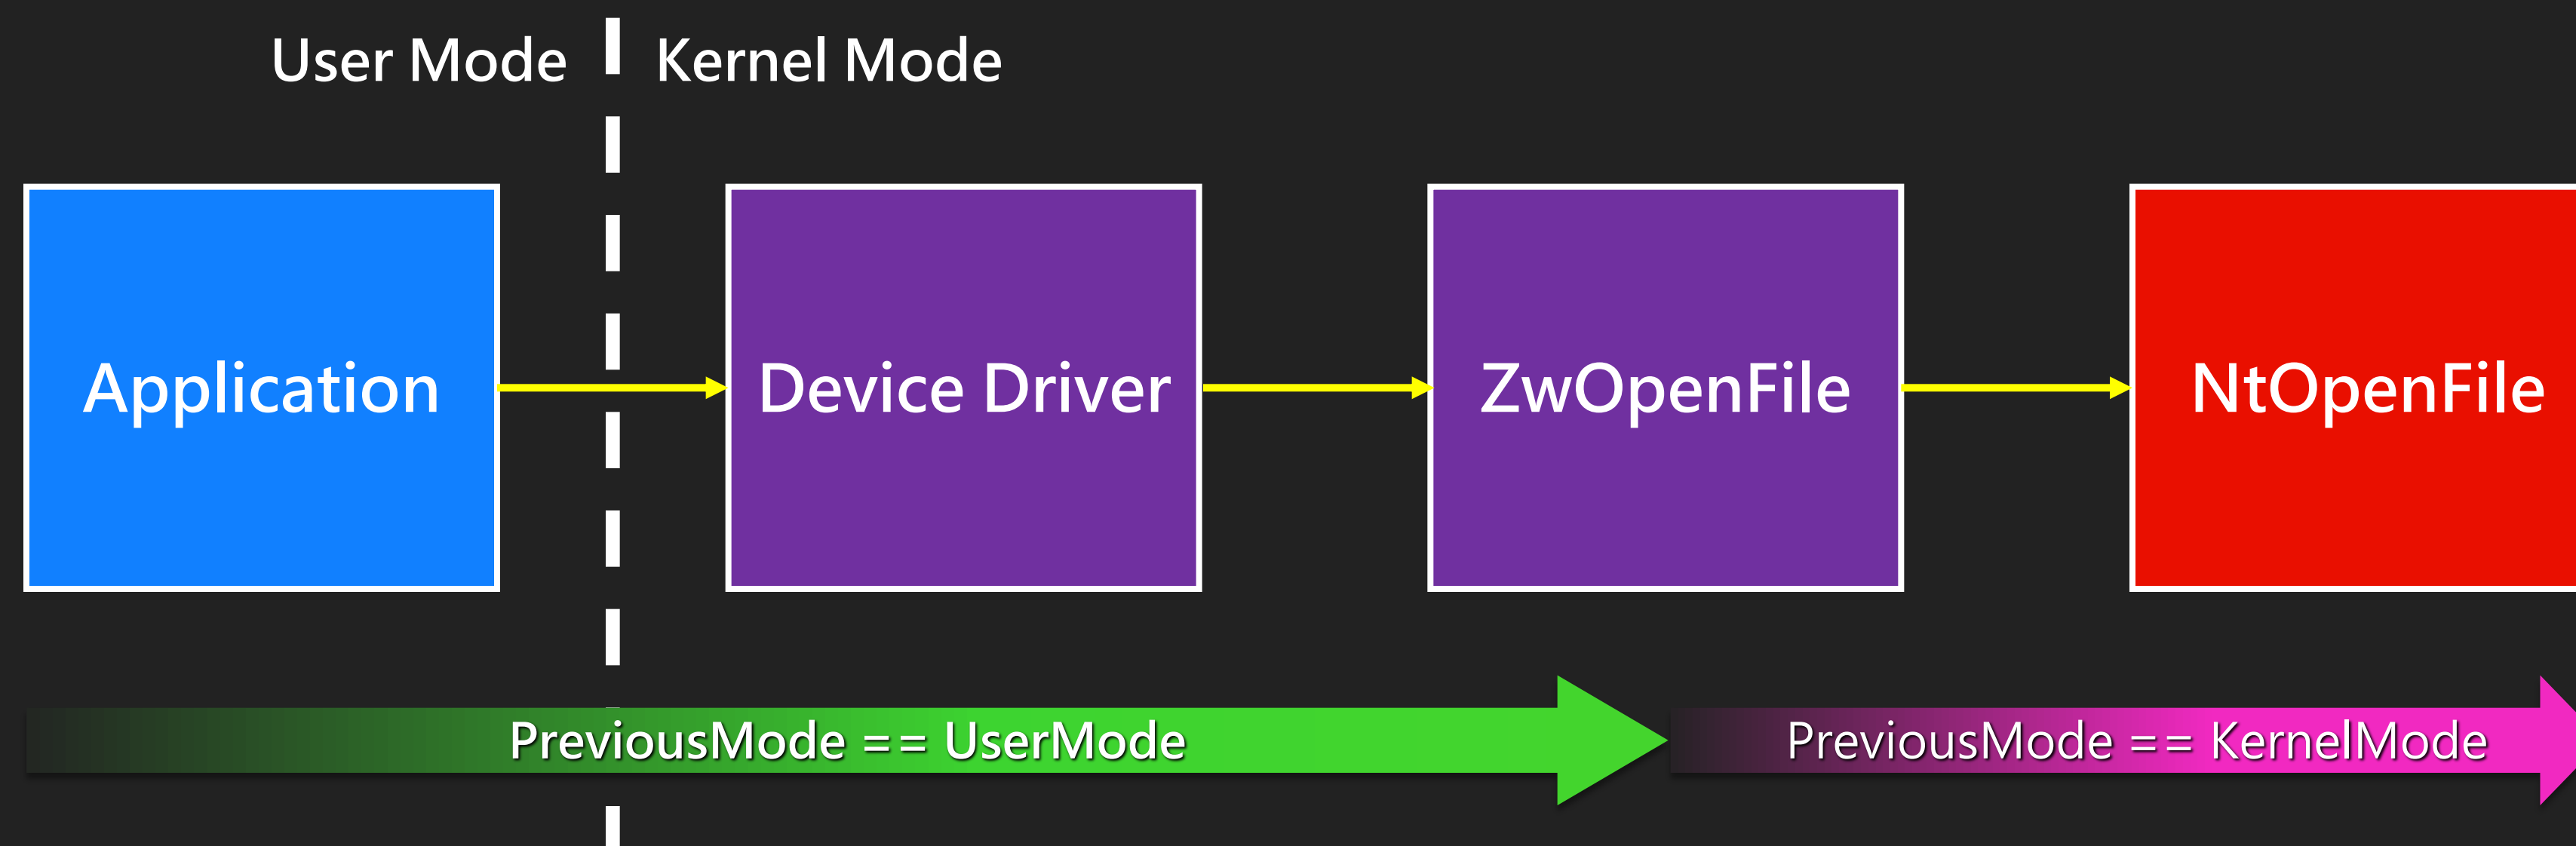 User Mode
Kernel Mode
Application
Device Driver
ZwOpenFile
NtOpenFile
PreviousMode == UserMode
PreviousMode == KernelMode